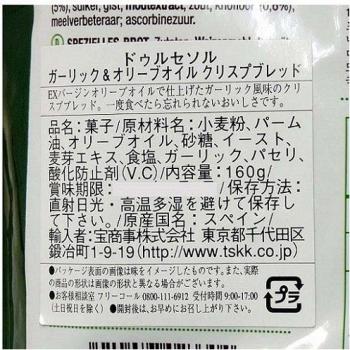 (5%), suiker, gist, moutextract, zout, knoflook (0,8%),
meelverbeteraar; ascorbinezuur.
SPEZIELLES BROT
ドゥルセソル
ガーリック&オリーブオイル クリスプブレッド
EXバージンオリーブオイルで仕上げたガーリック風味のクリ
スプブレッド。一度食べたら忘れられないおいしさです。
品名:菓子/原材料名:小麦粉、パーム
油、オリーブオイル、砂糖、イースト、
麦芽エキス、食塩、ガーリック、パセリ、
酸化防止剤(V.C)/内容量:160g/
賞味期限: /保存方法:
直射日光・高温多湿を避けて保存し
て下さい。/原産国名:スペイン/
輸入者:宝商事株式会社 東京都千代田区
鍛冶町1-9-19(http://www.tskk.co.jp)
●パッケージ表面の画像は味をイメージしたものです。また、実際
の商品の形状は画像と異なる場合がございます。
●お客様相談室 フリーコール 0800-111-6912 受付時間 9:00-17:00
(土日祝日を除く) ●開封後は、お早めにお召し上がり下さい。
プラ